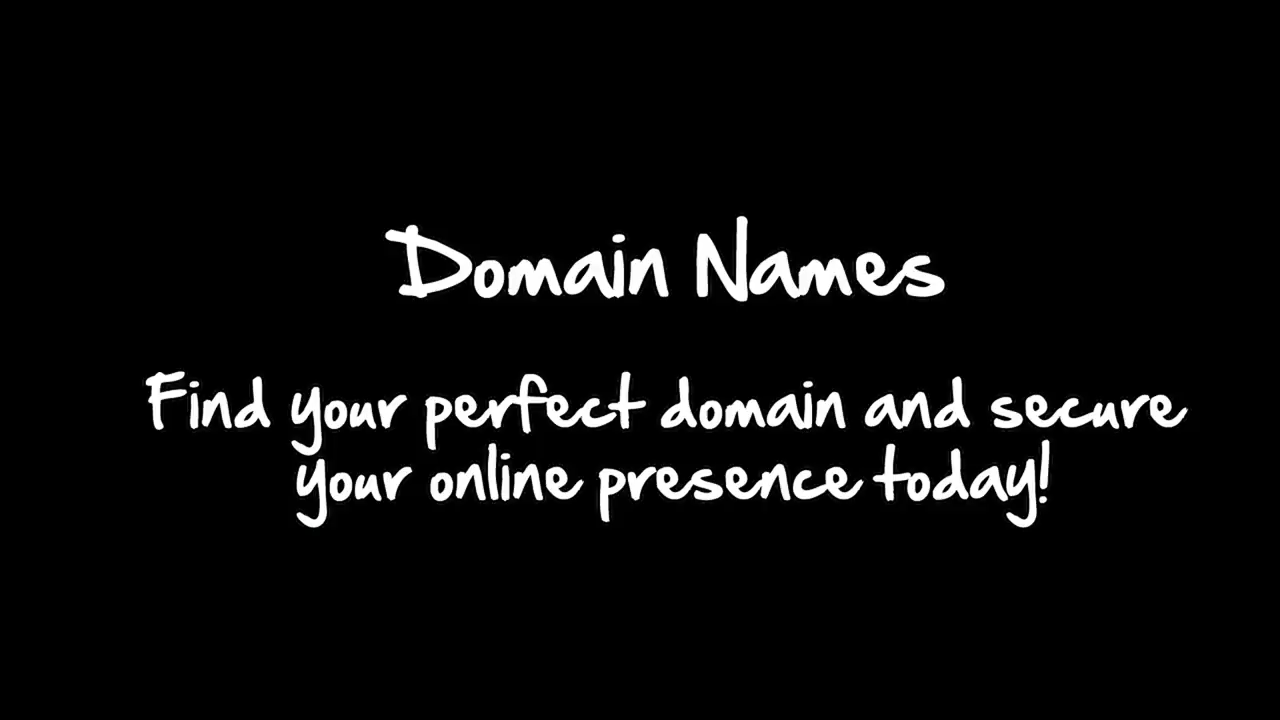 Domain Names
Find your perfect domain and secure
your online presence today!